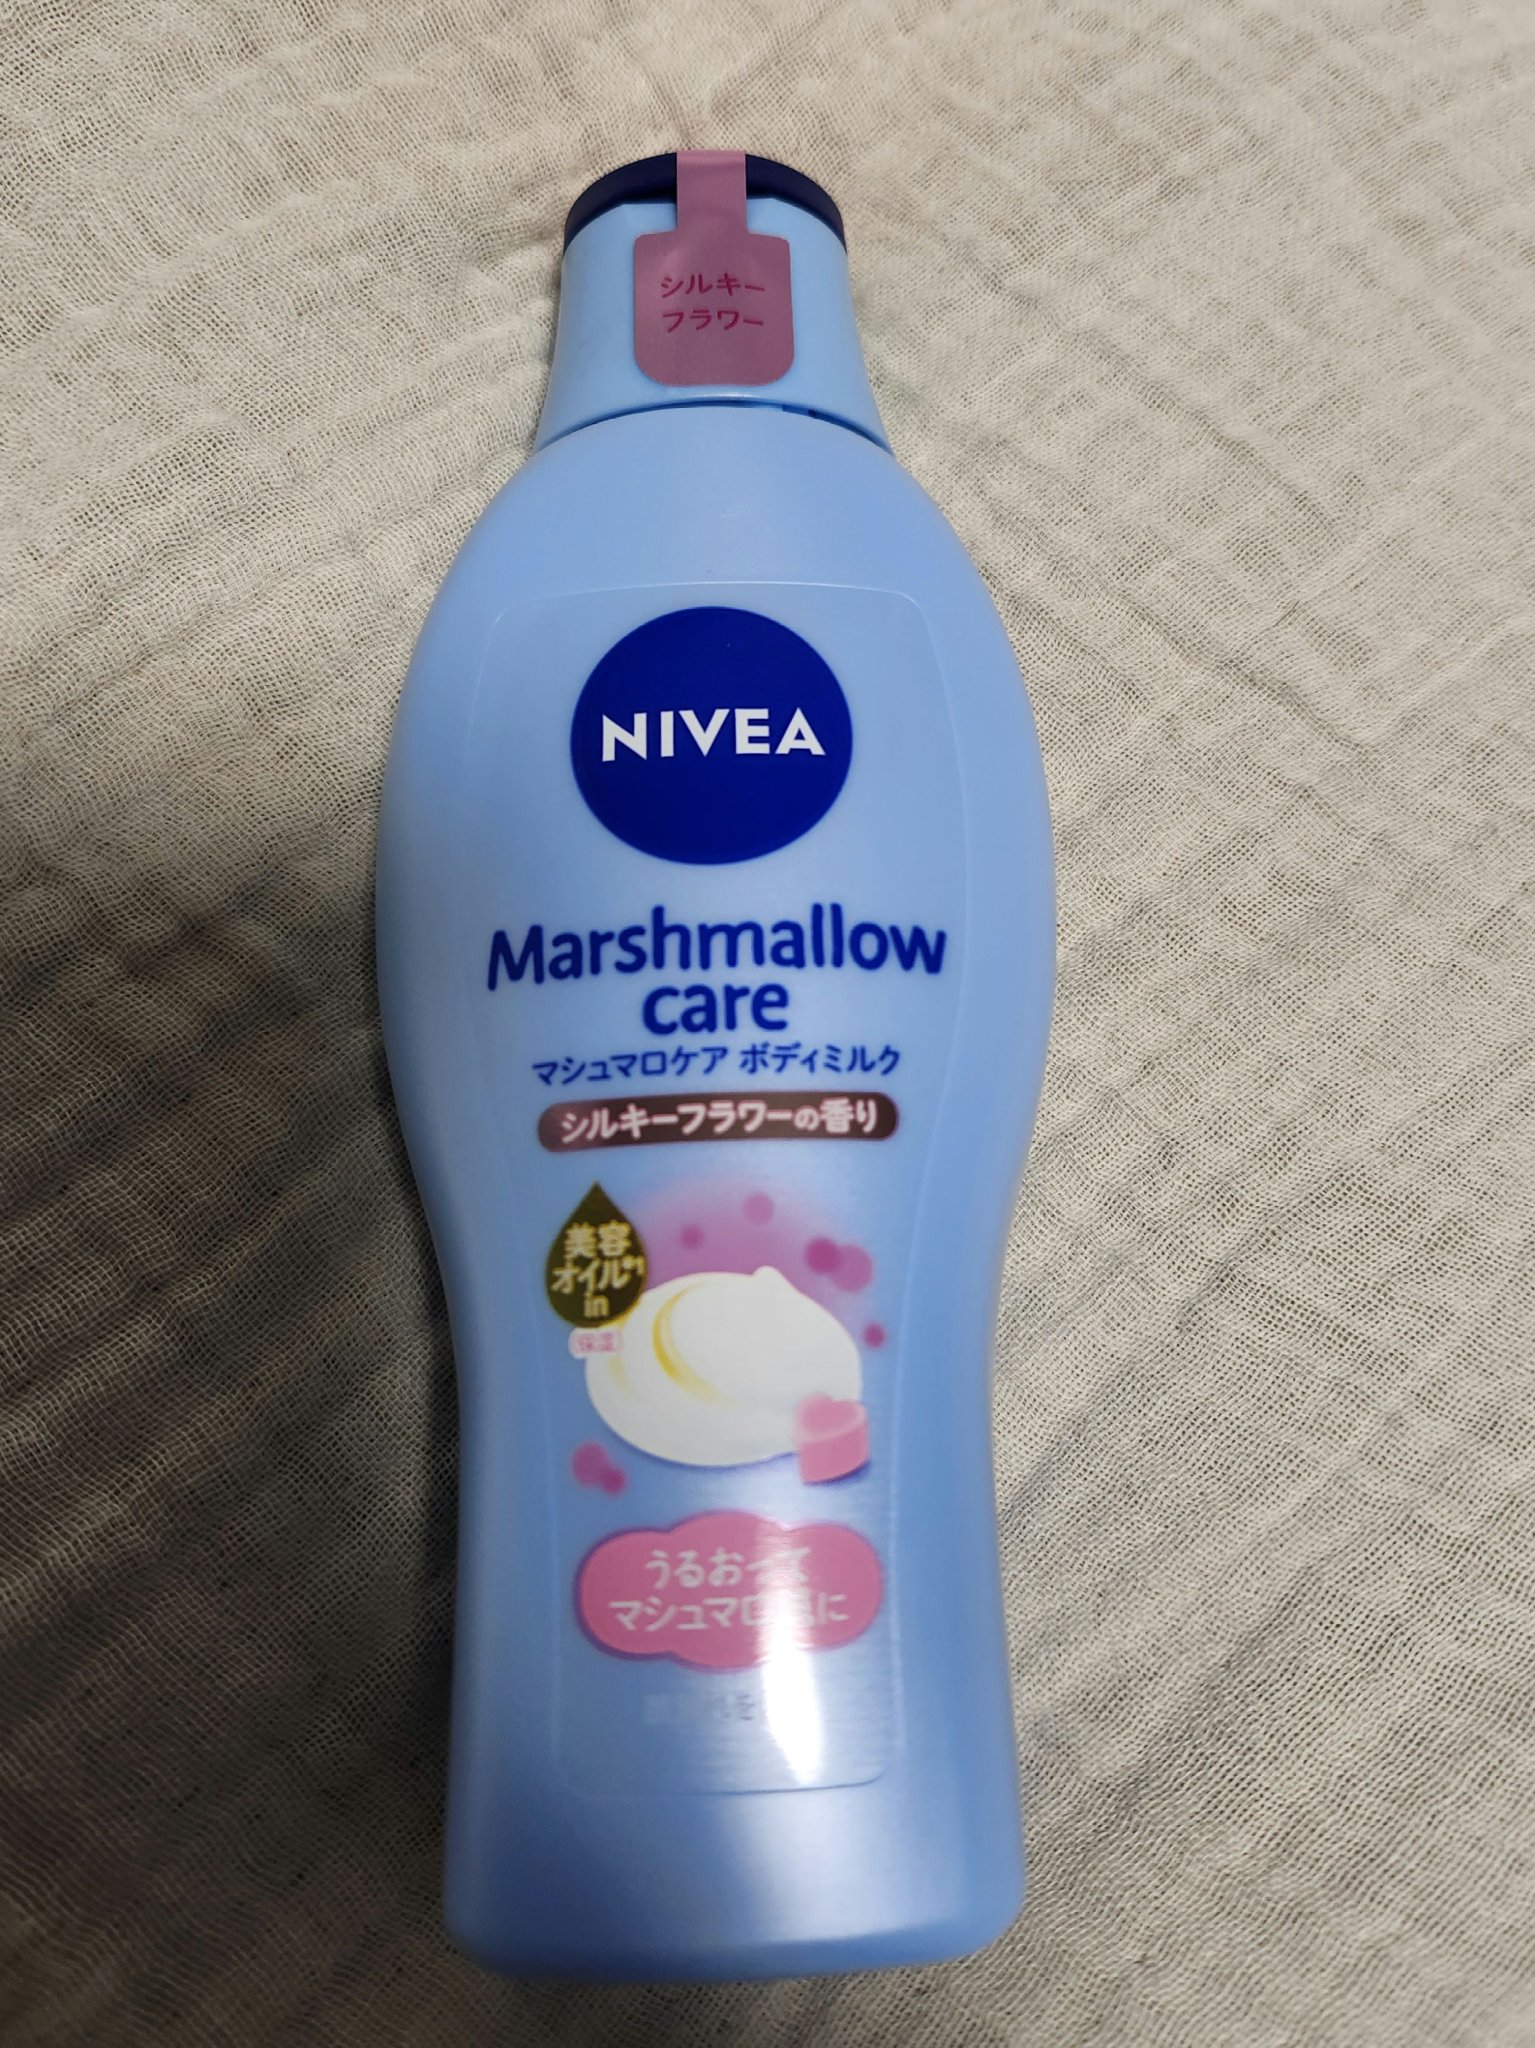 シルキー
フラワー
NIVEA
Marshmallow
care
マシュマロケア ボディミルク
シルキーフラワーの香り
美容
オイル*1
in
(保湿)
うるおって
マシュマロ肌に